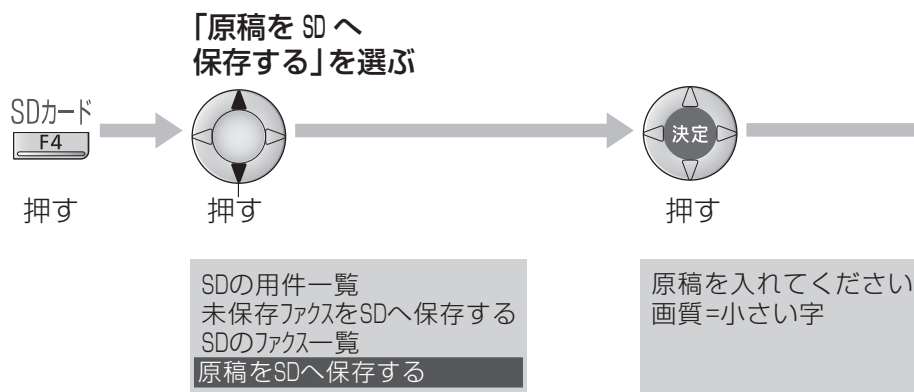 「原稿を SD へ
保存する」を選ぶ
SDカード
F4
決定
押す
押す
押す
SDの用件一覧
未保存ファクスをSDへ保存する
SDのファクス一覧
原稿をSDへ保存する
原稿を入れてください
画質=小さい字